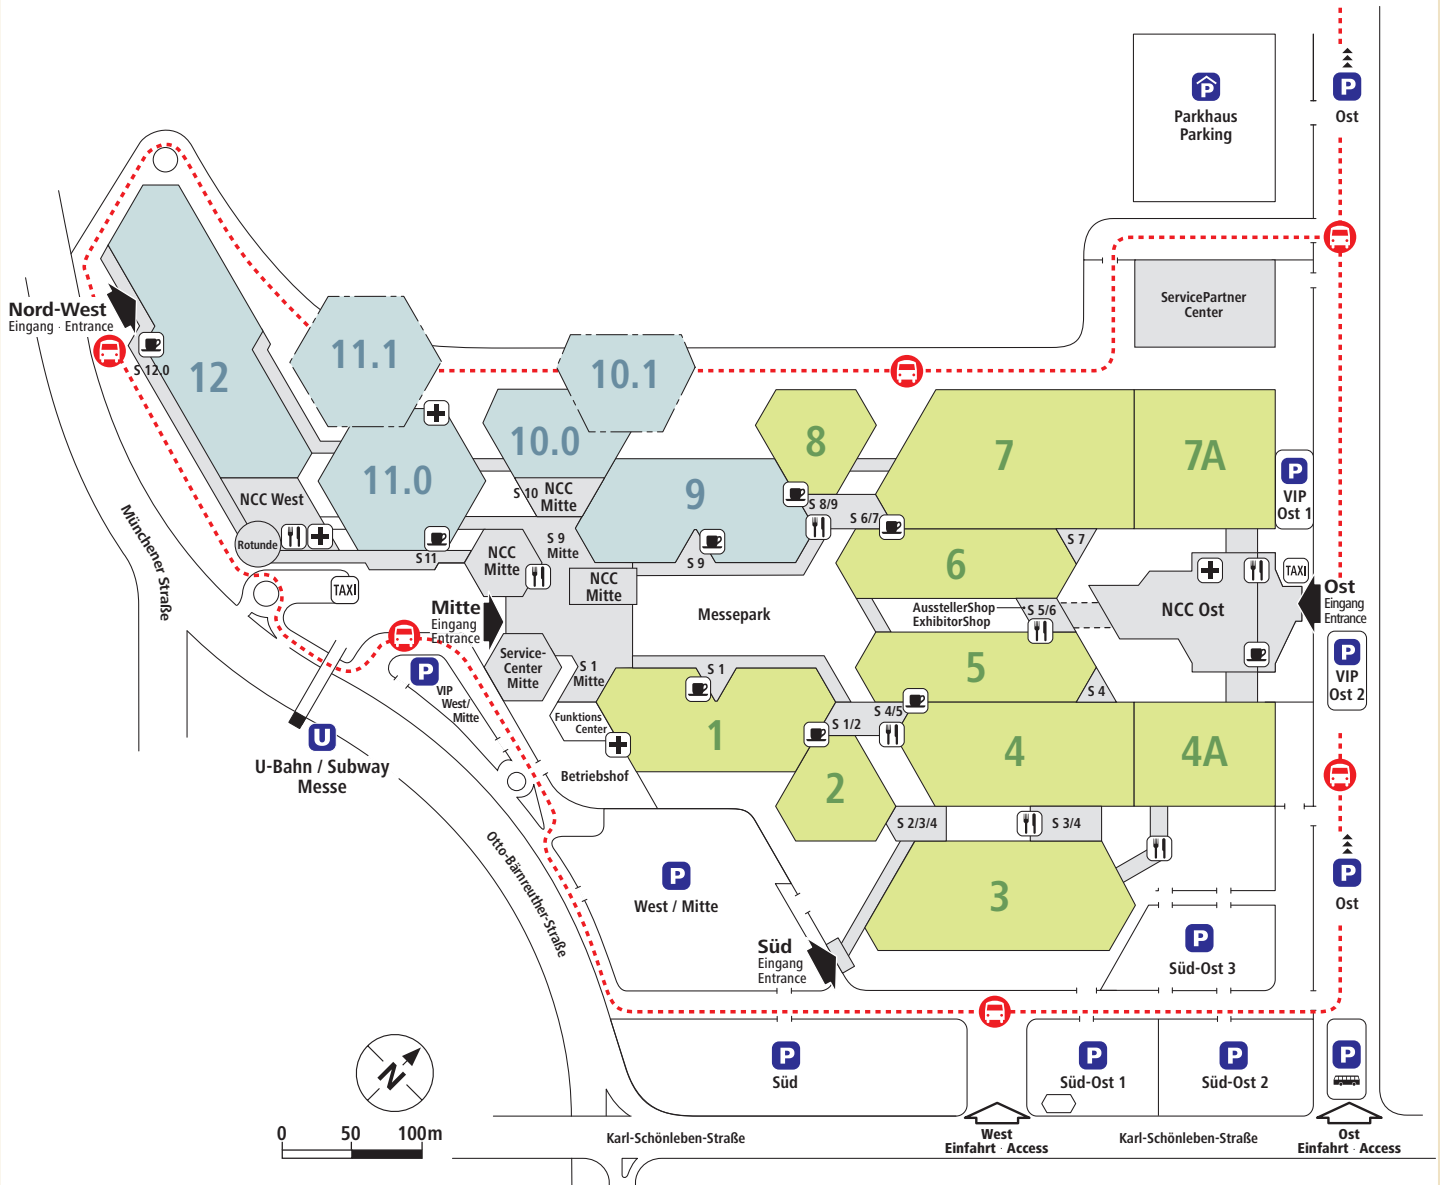 P
Parkhaus
Parking
P
Ost
ServicePartner
Center
Nord-West
Eingang · Entrance
S 12.0
12
11.1
10.1
10.0
11.0
9
8
7
7A
P
VIP
Ost 1
NCC West
Rotunde
S 10
NCC
Mitte
S 8/9
S 6/7
S 11
NCC
Mitte
S 9
Mitte
NCC
Mitte
S 9
6
S 7
Münchener Straße
TAXI
Mitte
Eingang
Entrance
Messepark
AusstellerShop
ExhibitorShop
S 5/6
NCC Ost
TAXI
Ost
Eingang
Entrance
P
VIP
Ost 2
P
VIP
West/
Mitte
Service-
Center
Mitte
S 1
Mitte
S 1
5
S 4
Funktions
Center
1
S 1/2
S 4/5
4
4A
U
U-Bahn / Subway
Messe
Betriebshof
2
S 2/3/4
S 3/4
Otto-Bärnreuther-Straße
P
West / Mitte
3
P
Ost
Süd
Eingang
Entrance
P
Süd-Ost 3
N
P
Süd
P
Süd-Ost 1
P
Süd-Ost 2
P
0
50
100m
Karl-Schönleben-Straße
West
Einfahrt · Access
Karl-Schönleben-Straße
Ost
Einfahrt · Access